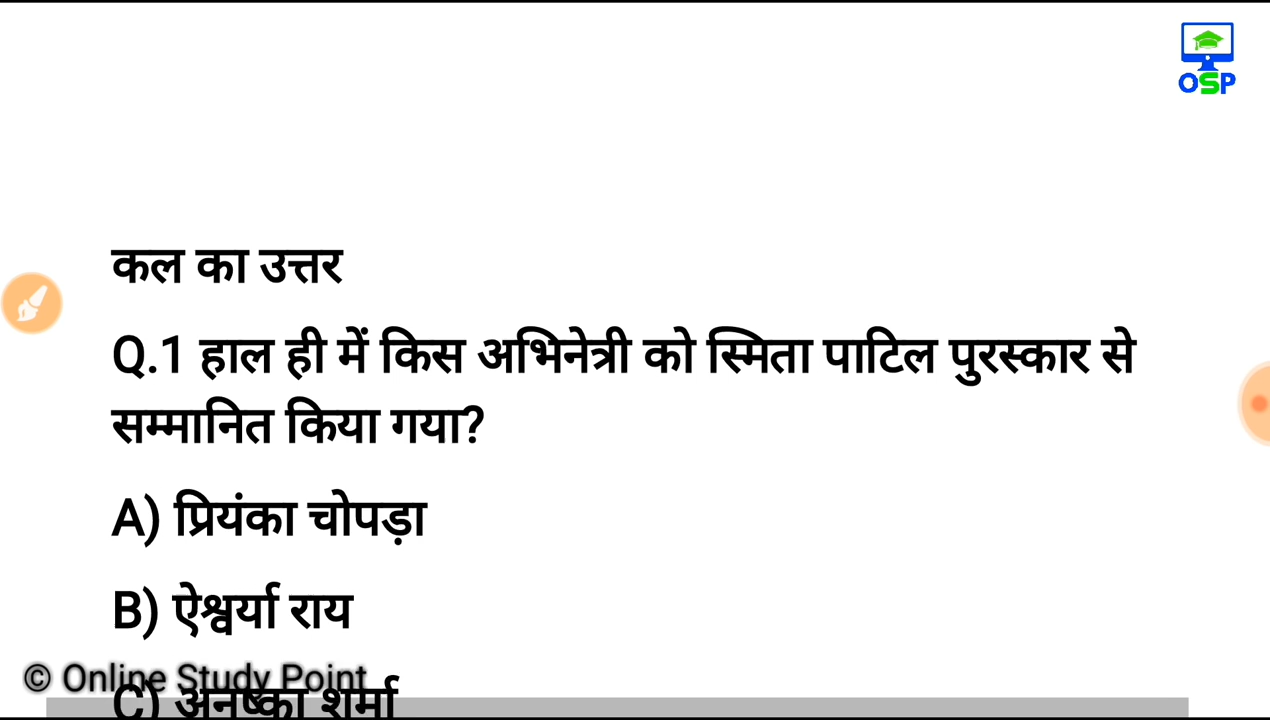 OSP
कल का उत्तर
Q.1 हाल ही में किस अभिनेत्री को स्मिता पाटिल पुरस्कार से
सम्मानित किया गया?
A) प्रियंका चोपड़ा
B) ऐश्वर्या राय
© Online Study Point
C) अनुष्का शर्मा